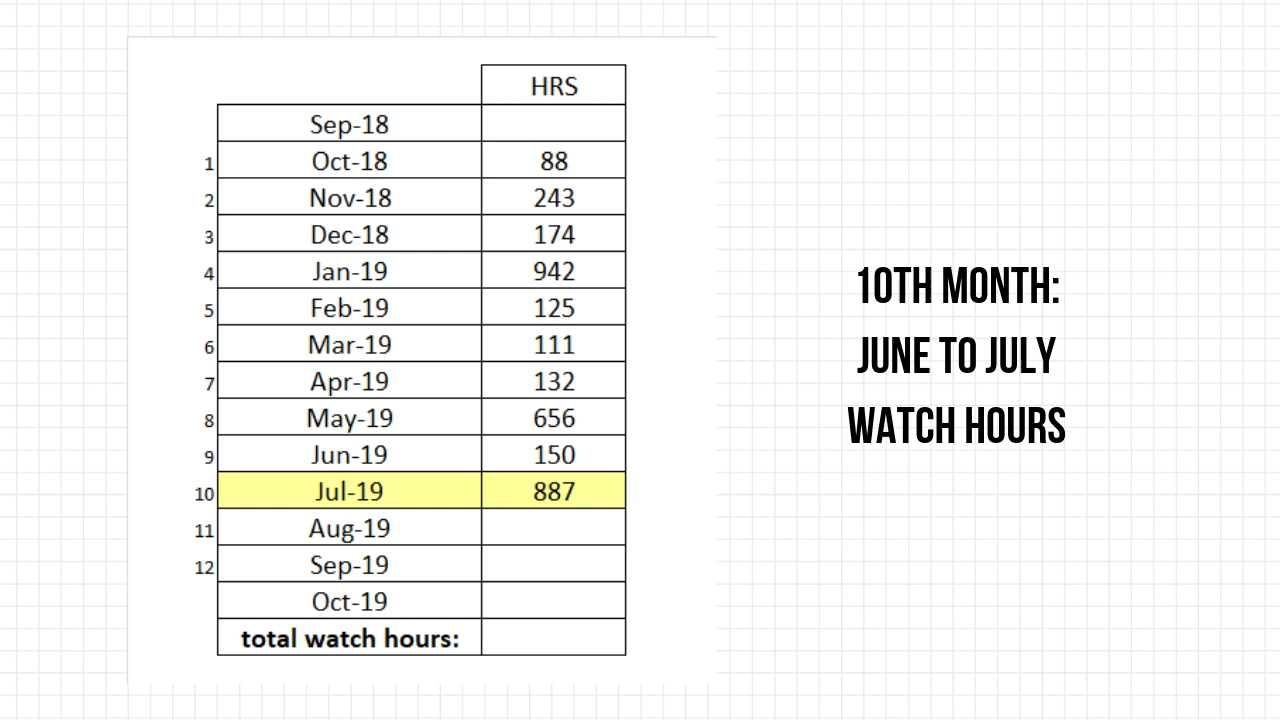 HRS
Sep-18
1 Oct-18 88
2 Nov-18 243
3 Dec-18 174
4 Jan-19 942
5 Feb-19 125
6 Mar-19 111
7 Apr-19 132
8 May-19 656
9 Jun-19 150
10 Jul-19 887
11 Aug-19
12 Sep-19
Oct-19
total watch hours:
10TH MONTH:
JUNE TO JULY
WATCH HOURS